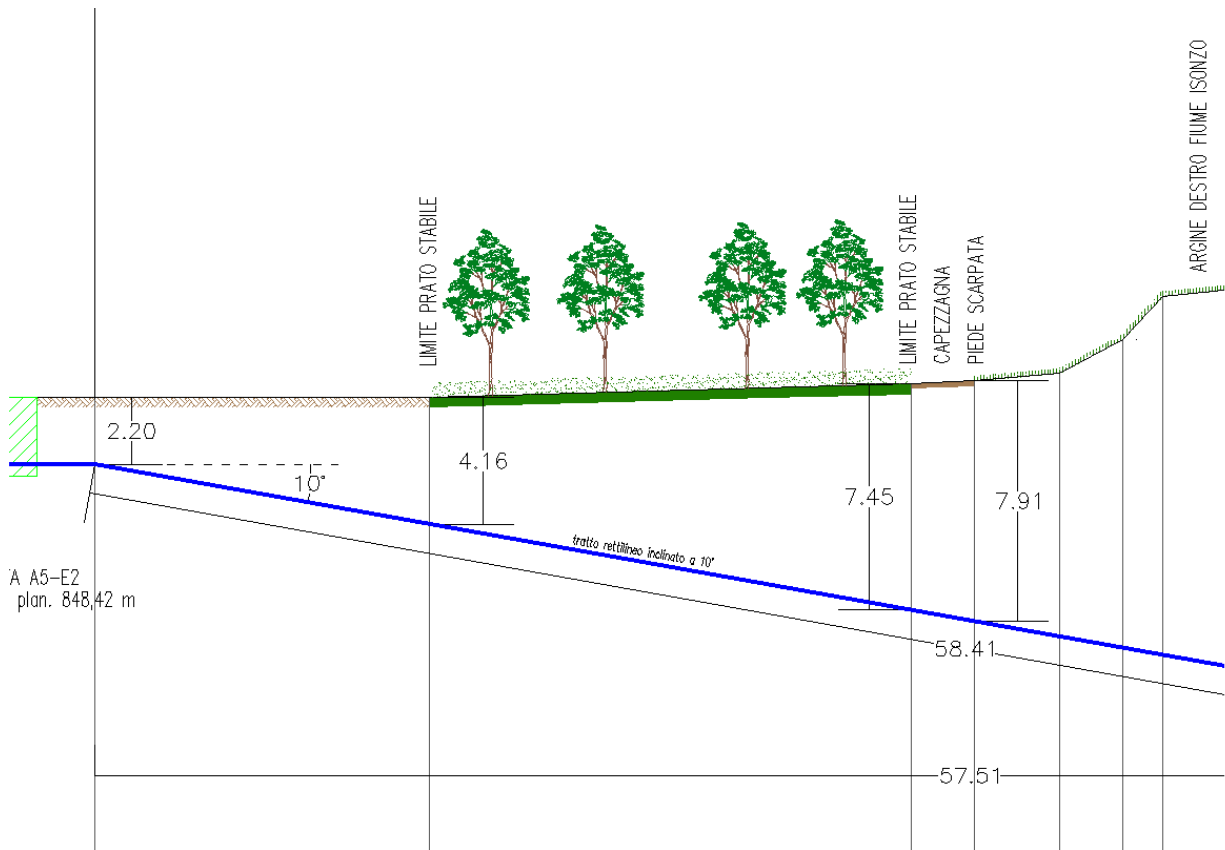 ARGINE DESTRO FIUME ISONZO
LIMITE PRATO STABILE
LIMITE PRATO STABILE
CAPEZZAGNA
PIEDE SCARPATA
2.20
10°
4.16
7.45
7.91
tratto rettilineo inclinato a 10°
A A5-E2
plan. 848,42 m
58.41
57.51